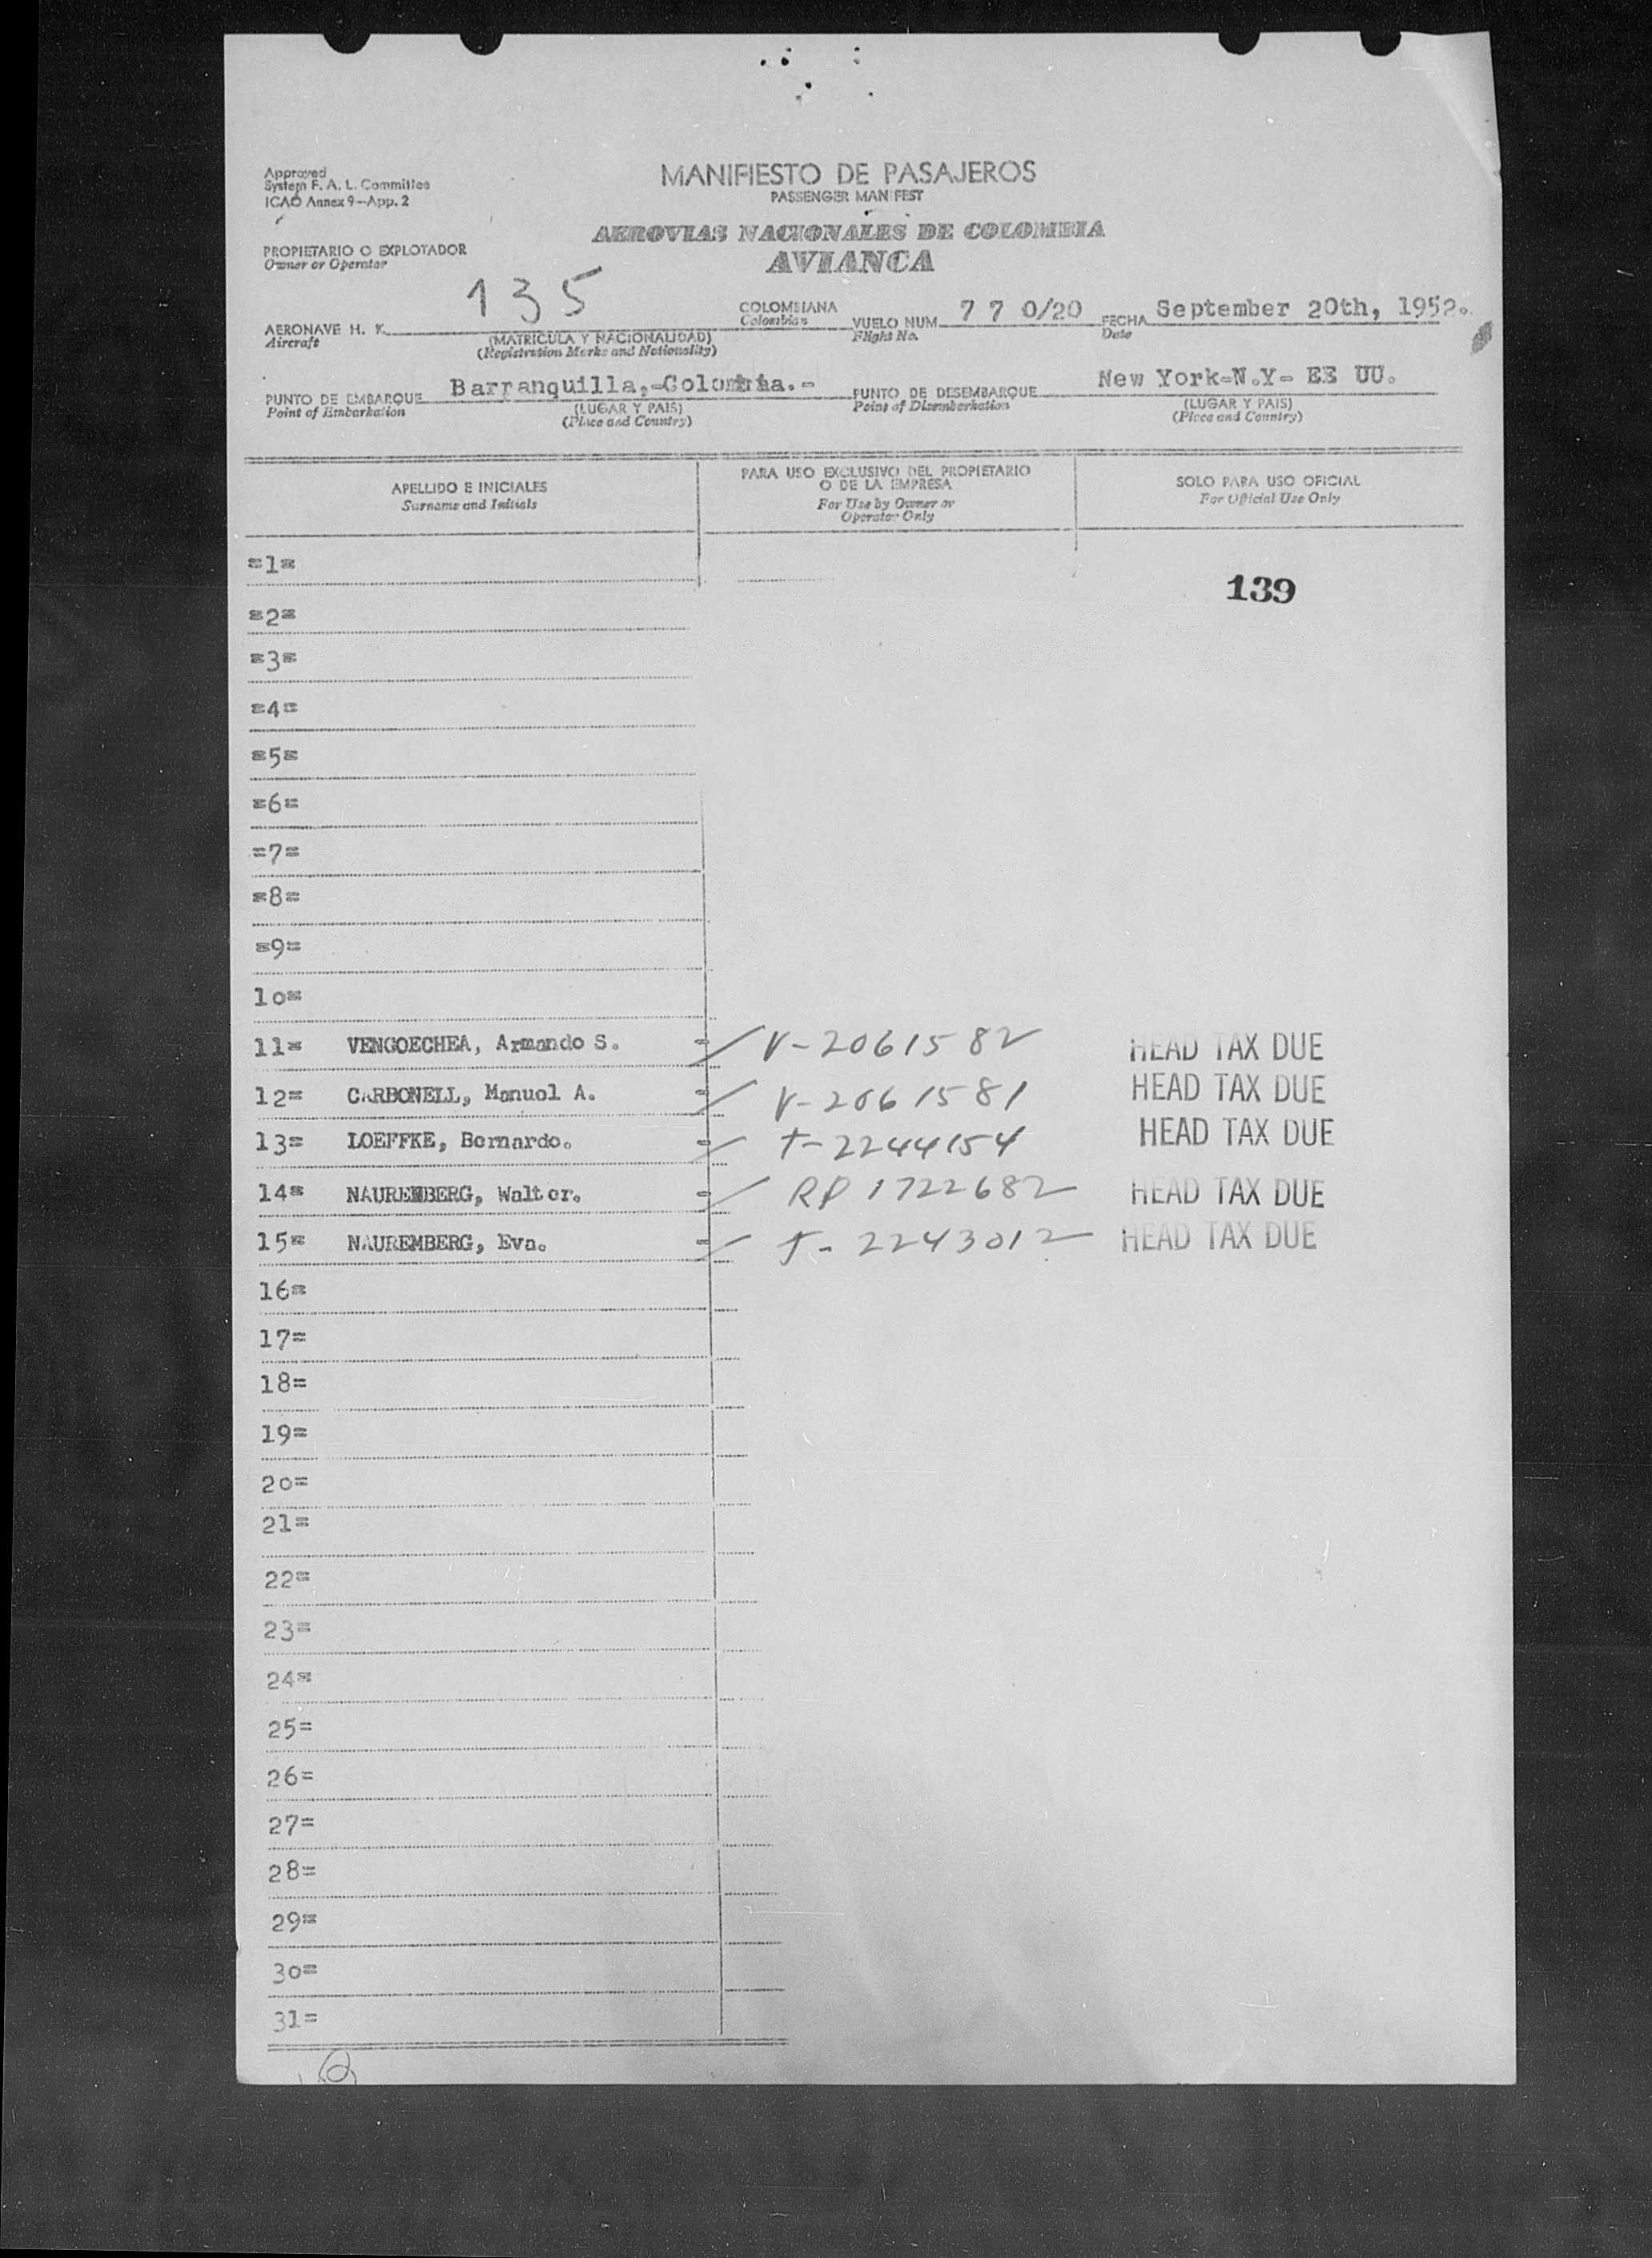 Approved
System F. A. L. Committee
ICAO Annex 9-App. 2
MANIFIESTO DE PASAJEROS
PASSENGER MANIFEST
AEROVIAS NACIONALES DE COLOMBIA
AVIANCA
PROPIETARIO O EXPLOTADOR
Owner or Operator
AERONAVE H. K. 135 COLOMBIANA VUELO NUM. 7 7 0/20 FECHA September 20th, 1952.
Aircraft (MATRICULA Y NACIONALIDAD) Colombian Flight No. Date
(Registration Marks and Nationality)
PUNTO DE EMBARQUE Barranquilla,-Colombia.- PUNTO DE DESEMBARQUE New York-N.Y- EE UU.
Point of Embarkation (LUGAR Y PAIS) Point of Disembarkation (LUGAR Y PAIS)
(Place and Country) (Place and Country)
APELLIDO E INICIALES
Surname and Initials
PARA USO EXCLUSIVO DEL PROPIETARIO
O DE LA EMPRESA
For Use by Owner or
Operator Only
SOLO PARA USO OFICIAL
For Official Use Only
=1=
139
=2=
=3=
=4=
=5=
=6=
=7=
=8=
=9=
10=
11= VENGOECHEA, Armando S. = V-2061582 HEAD TAX DUE
12= CARBONELL, Manuel A. = V-2061581 HEAD TAX DUE
13= LOEFFKE, Bernardo. = T-2244154 HEAD TAX DUE
14= NAUREMBERG, Walter. = RP 1722682 HEAD TAX DUE
15= NAUREMBERG, Eva. = T-2243012 HEAD TAX DUE
16=
17=
18=
19=
20=
21=
22=
23=
24=
25=
26=
27=
28=
29=
30=
31=